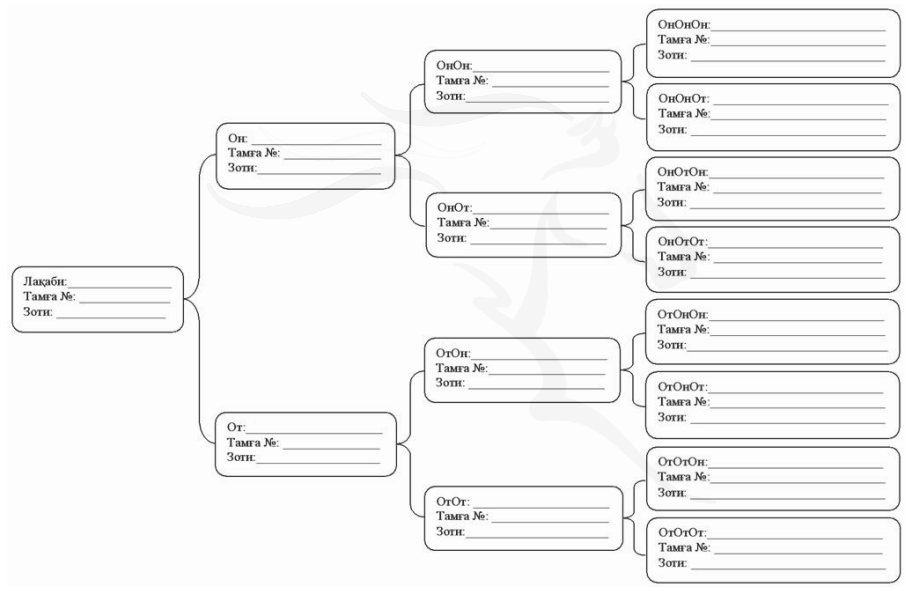 Лақаби:
Тамға №:
Зоти:
Он:
Тамға №:
Зоти:
От:
Тамға №:
Зоти:
ОнОн:
Тамға №:
Зоти:
ОнОт:
Тамға №:
Зоти:
ОтОн:
Тамға №:
Зоти:
ОтОт:
Тамға №:
Зоти:
ОнОнОн:
Тамға №:
Зоти:
ОнОнОт:
Тамға №:
Зоти:
ОнОтОн:
Тамға №:
Зоти:
ОнОтОт:
Тамға №:
Зоти:
ОтОнОн:
Тамға №:
Зоти:
ОтОнОт:
Тамға №:
Зоти:
ОтОтОн:
Тамға №:
Зоти:
ОтОтОт:
Тамға №:
Зоти: